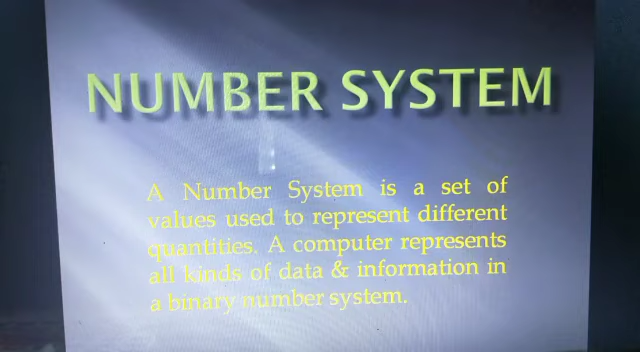 NUMBER SYSTEM
A Number System is a set of
values used to represent different
quantities. A computer represents
all kinds of data & information in
a binary number system.